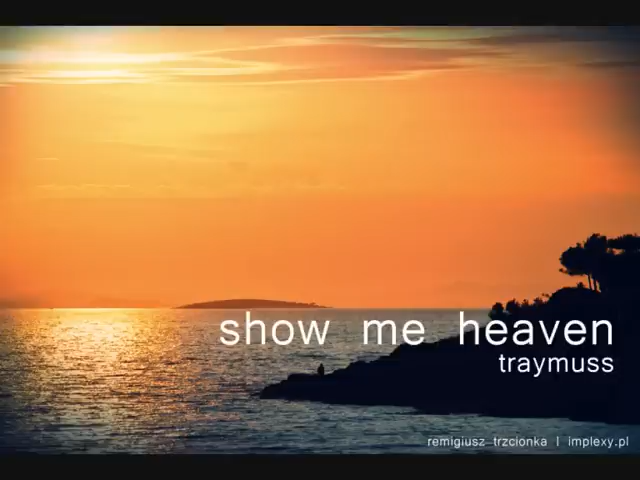 show me heaven
traymuss
remigiusz trzcionka | implexy.pl